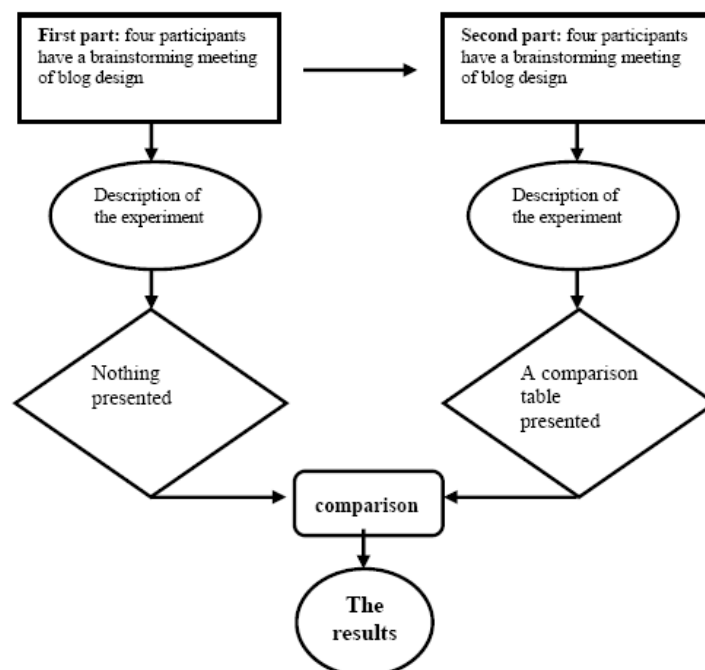 First part: four participants
have a brainstorming meeting
of blog design
Second part: four participants
have a brainstorming meeting
of blog design
Description of
the experiment
Description of
the experiment
Nothing
presented
A comparison
table
presented
comparison
The
results